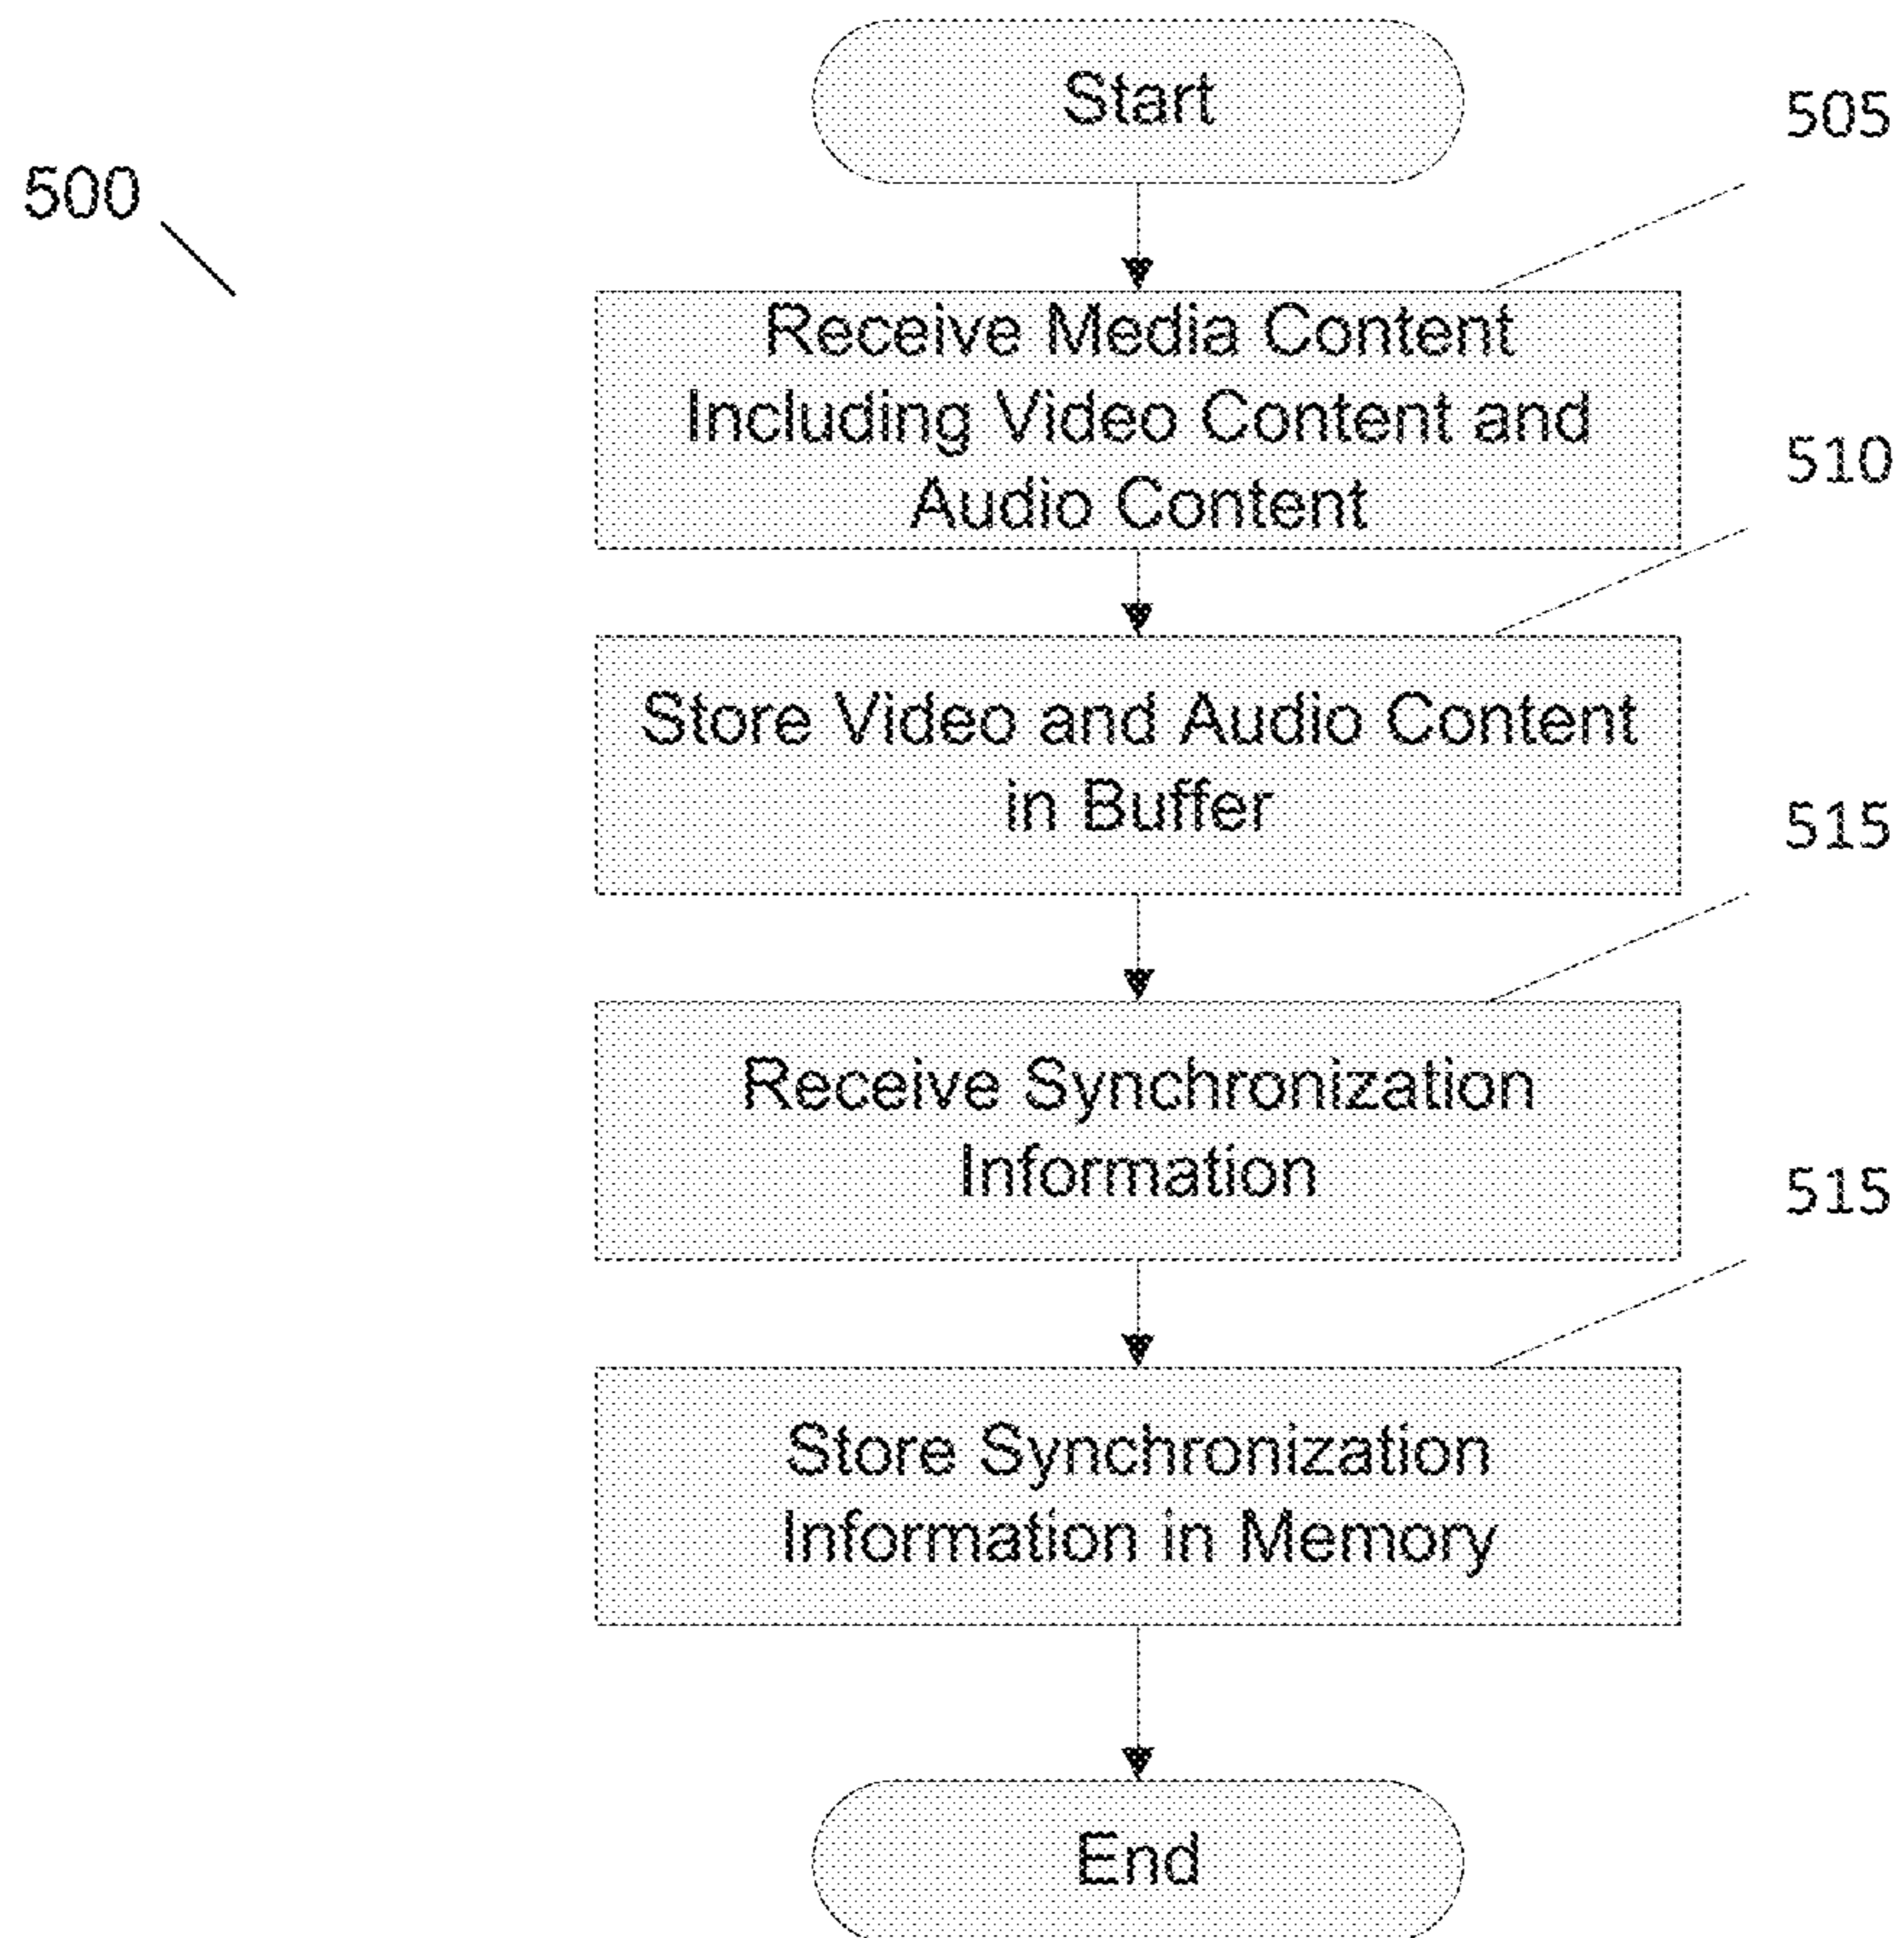 Start
505
500
Receive Media Content
Including Video Content and
Audio Content
510
Store Video and Audio Content
in Buffer
515
Receive Synchronization
Information
515
Store Synchronization
Information in Memory
End